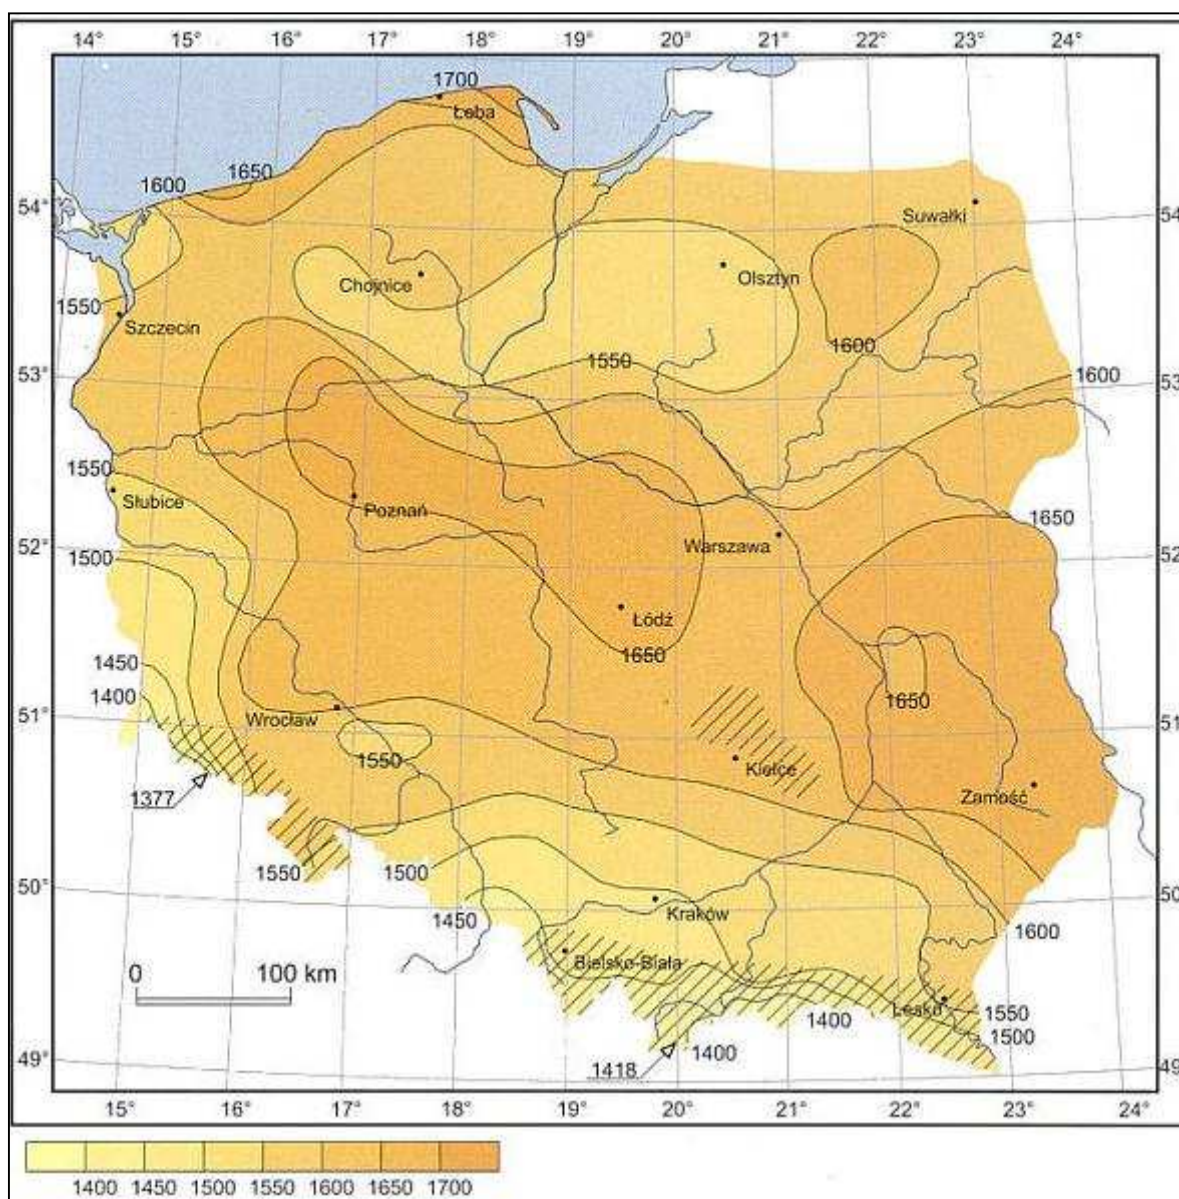 14° 15° 16° 17° 18° 19° 20° 21° 22° 23° 24°
1700
Łeba
1650
1600
54° 54
Suwałki
Chojnice
Olsztyn
1550
Szczecin
1600
1550
53° 53
1600
1550
Słubice
Poznań
1650
Warszawa
52° 52
1500
Łódź
1650
1450
1650
1400
51° 51
Wrocław
1550
Kielce
1377
Zamość
1550
1500
50° 50
Kraków
1450
1600
0 100 km
Bielsko-Biała
Lesko
1550
1400
1500
1400
49° 49
1418
15° 16° 17° 18° 19° 20° 21° 22° 23° 24°
1400 1450 1500 1550 1600 1650 1700